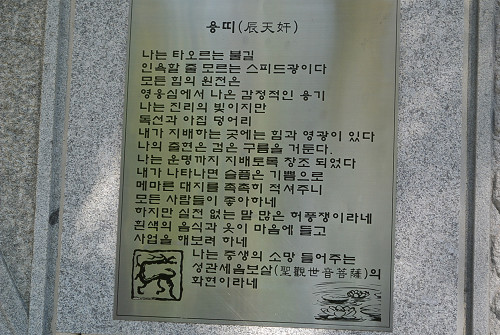 용띠(辰天奸)
나는 타오르는 불길
인욕할 줄 모르는 스피드광이다
모든 힘의 원천은
영웅심에서 나온 감정적인 용기
나는 진리의 빛이지만
독선과 아집 덩어리
내가 지배하는 곳에는 힘과 영광이 있다
나의 출현은 검은 구름을 거둔다.
나는 운명까지 지배토록 창조 되었다
내가 나타나면 슬픔은 기쁨으로
메마른 대지를 촉촉히 적셔주니
모든 사람들이 좋아하네
하지만 실천 없는 말 많은 허풍쟁이라네
흰색의 음식과 옷이 마음에 들고
사업을 해보려 하네
나는 중생의 소망 들어주는
성관세음보살(聖觀世音菩薩)의
화현이라네